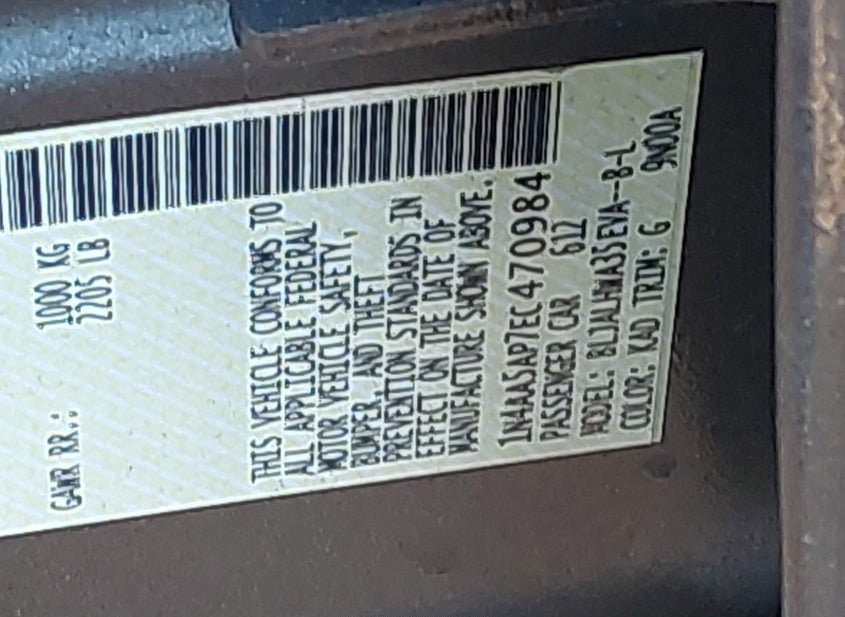 GAWR RR.: 1000 KG
2205 LB
THIS VEHICLE CONFORMS TO
ALL APPLICABLE FEDERAL
MOTOR VEHICLE SAFETY,
BUMPER, AND THEFT
PREVENTION STANDARDS IN
EFFECT ON THE DATE OF
MANUFACTURE SHOWN ABOVE.
1N4AA5AP7EC470984
PASSENGER CAR 612
MODEL: BLJALHWA35EVA--B-L
COLOR: KAD TRIM: G 9N00A